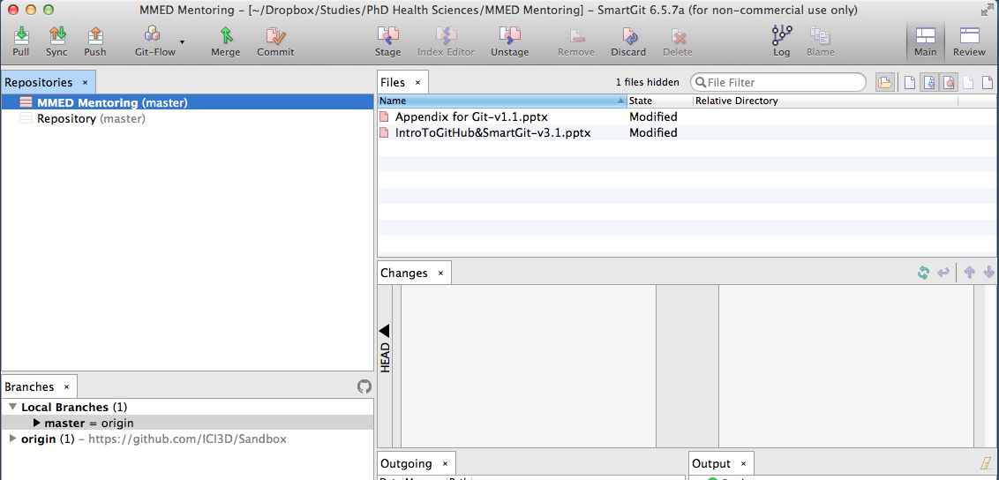 MMED Mentoring – [~/Dropbox/Studies/PhD Health Sciences/MMED Mentoring] – SmartGit 6.5.7a (for non-commercial use only)
Pull Sync Push Git-Flow Merge Commit Stage Index Editor Unstage Remove Discard Delete Log Blame Main Review
Repositories ×
MMED Mentoring (master)
Repository (master)
Files × 1 files hidden File Filter
Name State Relative Directory
Appendix for Git-v1.1.pptx Modified
IntroToGitHub&SmartGit-v3.1.pptx Modified
Changes ×
HEAD
Branches ×
Local Branches (1)
master = origin
origin (1) – https://github.com/ICI3D/Sandbox
Outgoing × Output ×